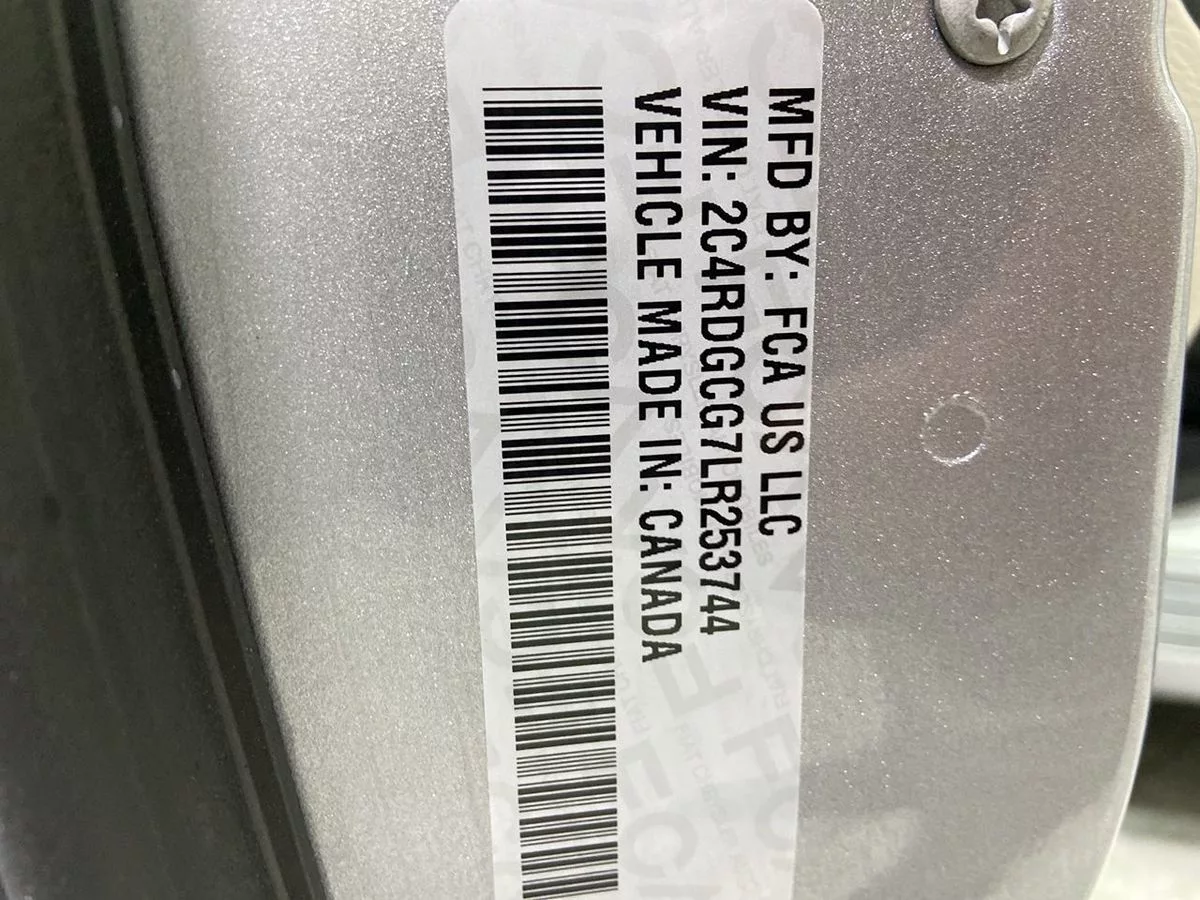 MFD BY: FCA US LLC
VIN: 2C4RDGCG7LR253744
VEHICLE MADE IN: CANADA